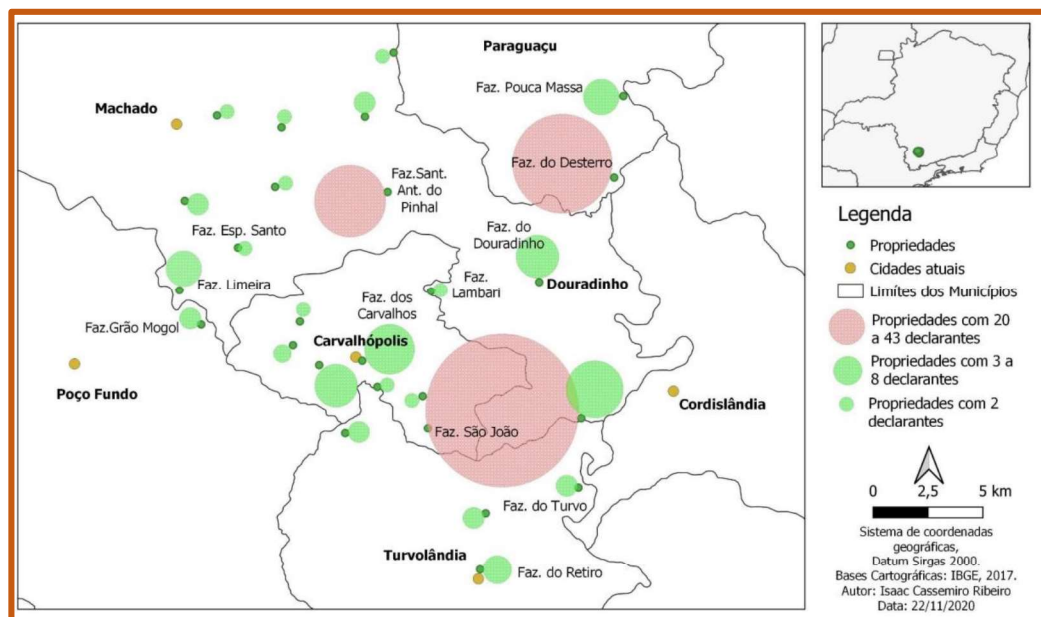 Paraguaçu
Faz. Pouca Massa
Machado
Faz. do Desterro
Faz.Sant.
Ant. do
Pinhal
Faz. Esp. Santo
Faz. do
Douradinho
Faz. Limeira
Faz. dos
Carvalhos
Faz.
Lambari
Douradinho
Faz.Grão Mogol
Carvalhópolis
Poço Fundo
Cordislândia
Faz. São João
Faz. do Turvo
Turvolândia
Faz. do Retiro
Legenda
Propriedades
Cidades atuais
Limítes dos Municípios
Propriedades com 20
a 43 declarantes
Propriedades com 3 a
8 declarantes
Propriedades com 2
declarantes
0 2,5 5 km
Sistema de coordenadas
geográficas,
Datum Sirgas 2000.
Bases Cartográficas: IBGE, 2017.
Autor: Isaac Cassemiro Ribeiro
Data: 22/11/2020